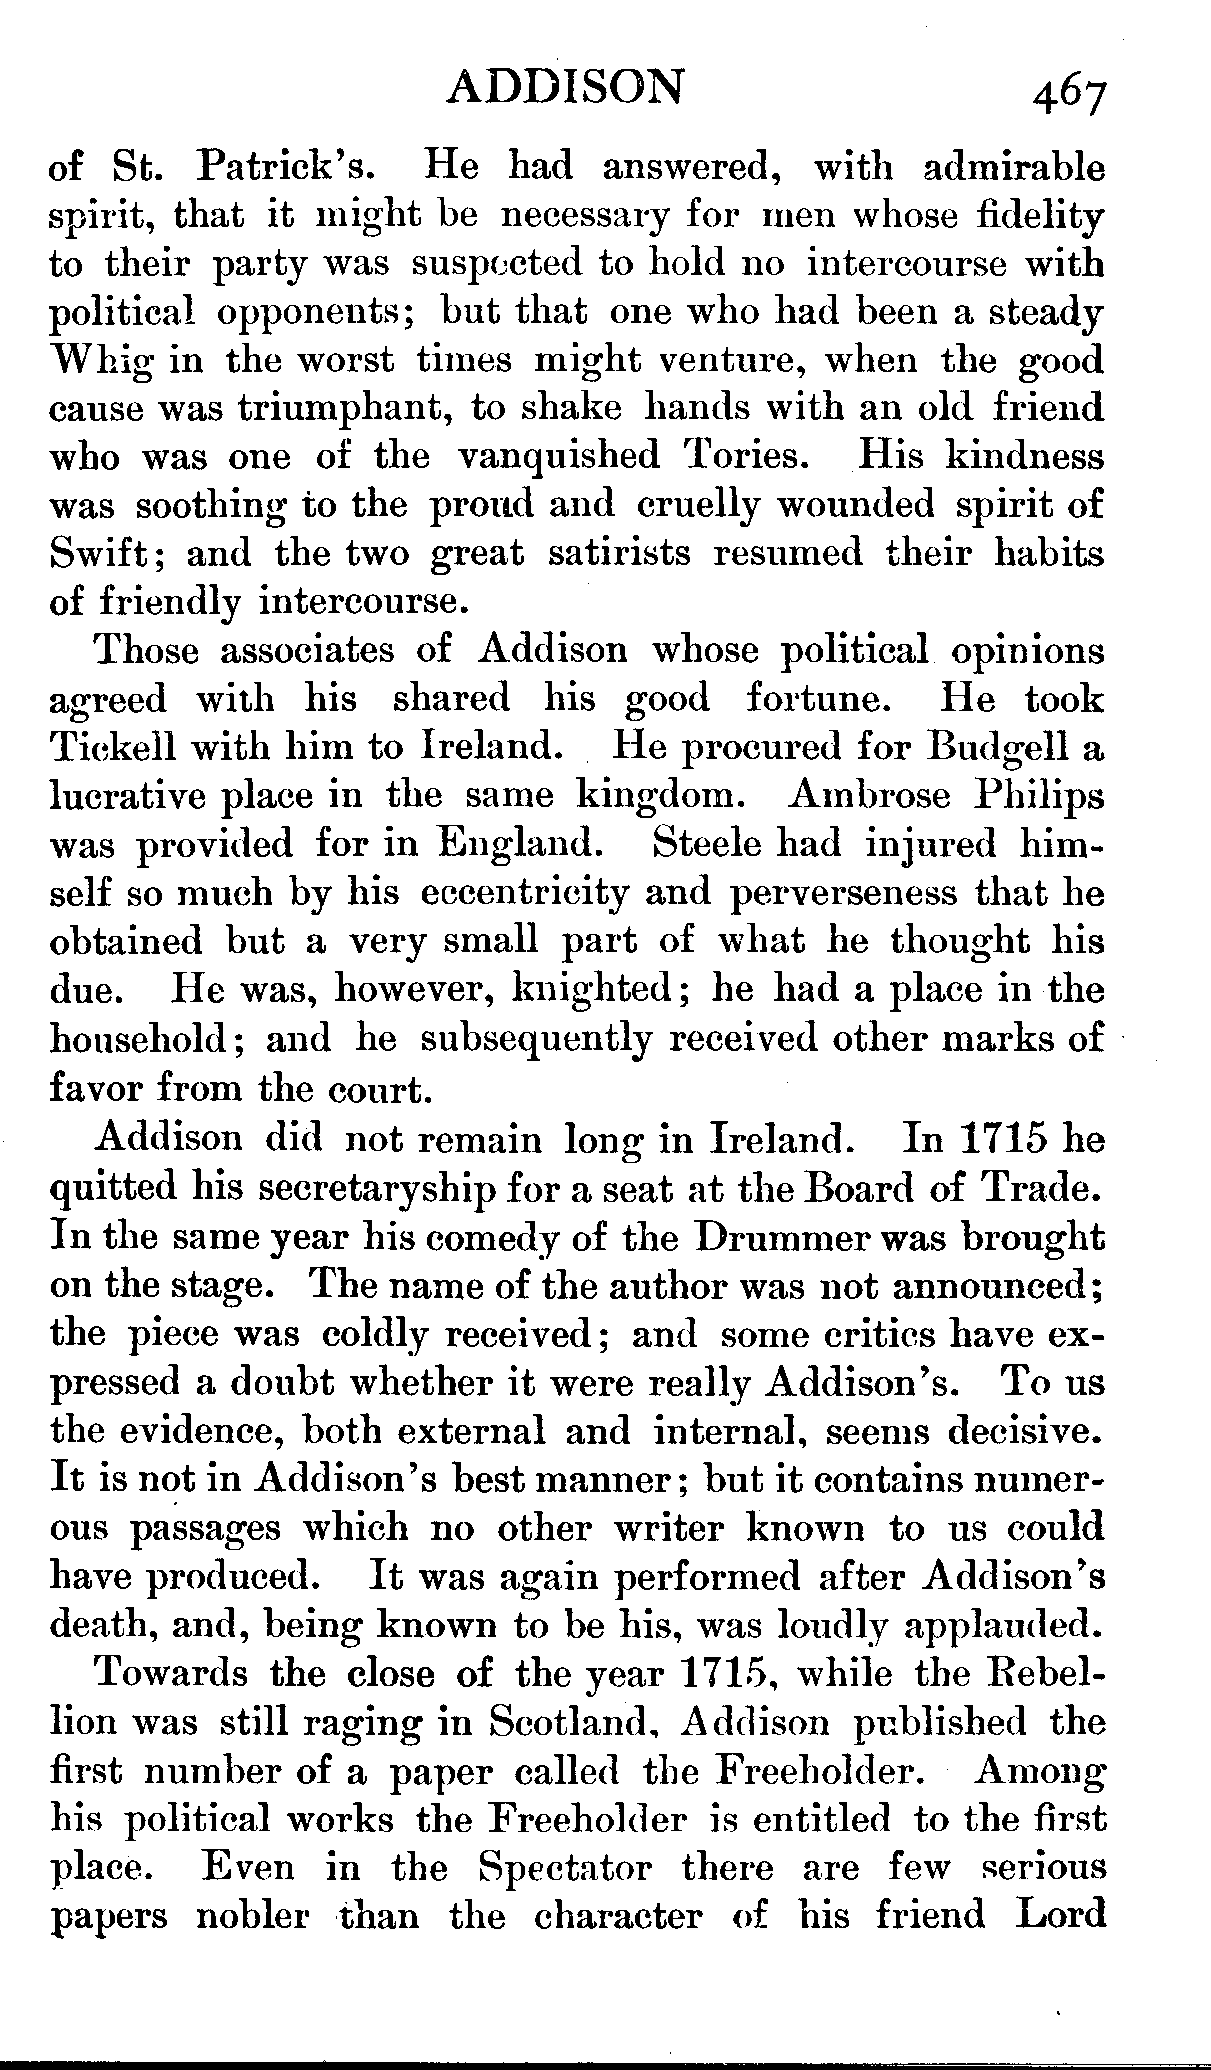 ADDISON 467
of St. Patrick's. He had answered, with admirable
spirit, that it might be necessary for men whose fidelity
to their party was suspected to hold no intercourse with
political opponents; but that one who had been a steady
Whig in the worst times might venture, when the good
cause was triumphant, to shake hands with an old friend
who was one of the vanquished Tories. His kindness
was soothing to the proud and cruelly wounded spirit of
Swift; and the two great satirists resumed their habits
of friendly intercourse.
Those associates of Addison whose political opinions
agreed with his shared his good fortune. He took
Tickell with him to Ireland. He procured for Budgell a
lucrative place in the same kingdom. Ambrose Philips
was provided for in England. Steele had injured him-
self so much by his eccentricity and perverseness that he
obtained but a very small part of what he thought his
due. He was, however, knighted; he had a place in the
household; and he subsequently received other marks of
favor from the court.
Addison did not remain long in Ireland. In 1715 he
quitted his secretaryship for a seat at the Board of Trade.
In the same year his comedy of the Drummer was brought
on the stage. The name of the author was not announced;
the piece was coldly received; and some critics have ex-
pressed a doubt whether it were really Addison's. To us
the evidence, both external and internal, seems decisive.
It is not in Addison's best manner; but it contains numer-
ous passages which no other writer known to us could
have produced. It was again performed after Addison's
death, and, being known to be his, was loudly applauded.
Towards the close of the year 1715, while the Rebel-
lion was still raging in Scotland, Addison published the
first number of a paper called the Freeholder. Among
his political works the Freeholder is entitled to the first
place. Even in the Spectator there are few serious
papers nobler than the character of his friend Lord